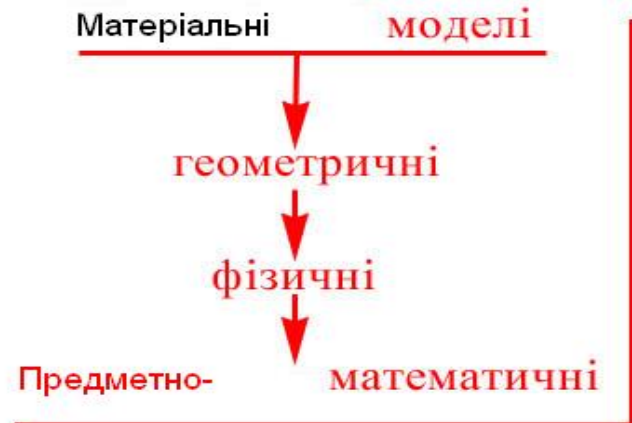 Матеріальні моделі
геометричні
фізичні
Предметно- математичні